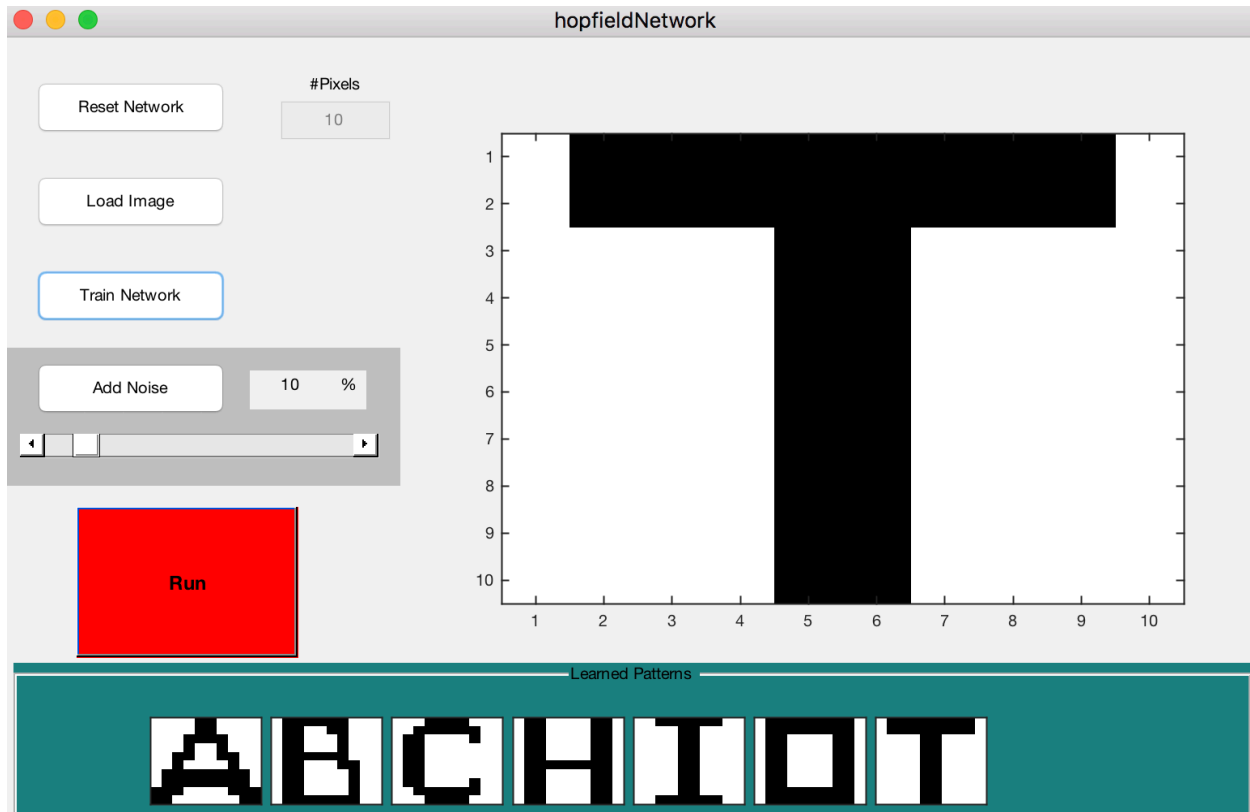 hopfieldNetwork
Reset Network
#Pixels
10
Load Image
Train Network
Add Noise
10 %
Run
1
2
3
4
5
6
7
8
9
10
1 2 3 4 5 6 7 8 9 10
T
Learned Patterns
A B C H I O T